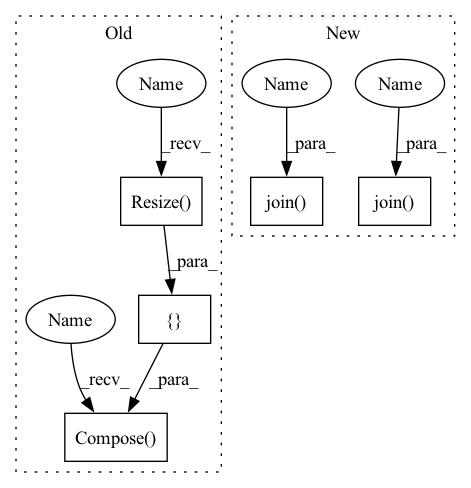 Old
New
Name
Name
Name
_recv_
_para_
_para_
Resize()
join()
join()
_para_
Name
{}
_recv_
_para_
Compose()